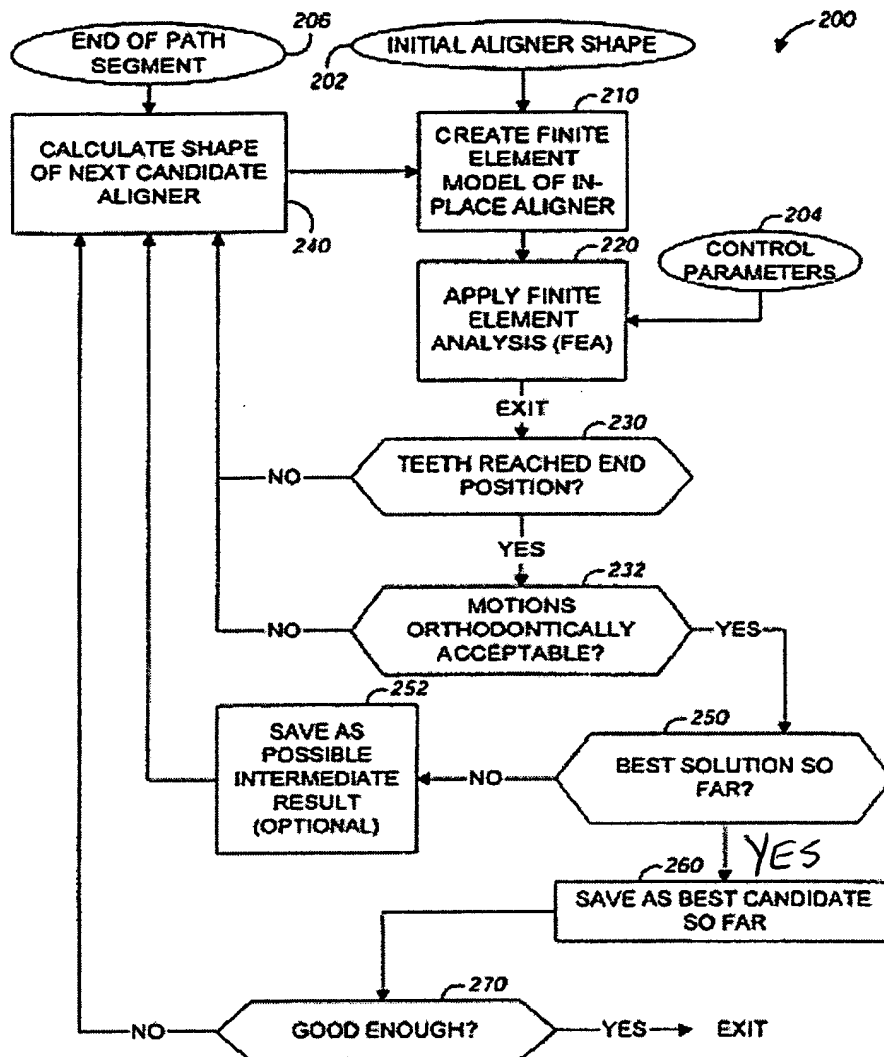 200
206
END OF PATH
SEGMENT
202
INITIAL ALIGNER SHAPE
210
CREATE FINITE
ELEMENT
MODEL OF IN-
PLACE ALIGNER
CALCULATE SHAPE
OF NEXT CANDIDATE
ALIGNER
240
220
APPLY FINITE
ELEMENT
ANALYSIS (FEA)
204
CONTROL
PARAMETERS
EXIT
230
TEETH REACHED END
POSITION?
NO
YES
232
MOTIONS
ORTHODONTICALLY
ACCEPTABLE?
NO
YES
250
BEST SOLUTION SO
FAR?
NO
252
SAVE AS
POSSIBLE
INTERMEDIATE
RESULT
(OPTIONAL)
YES
260
SAVE AS BEST CANDIDATE
SO FAR
270
GOOD ENOUGH?
NO
YES
EXIT